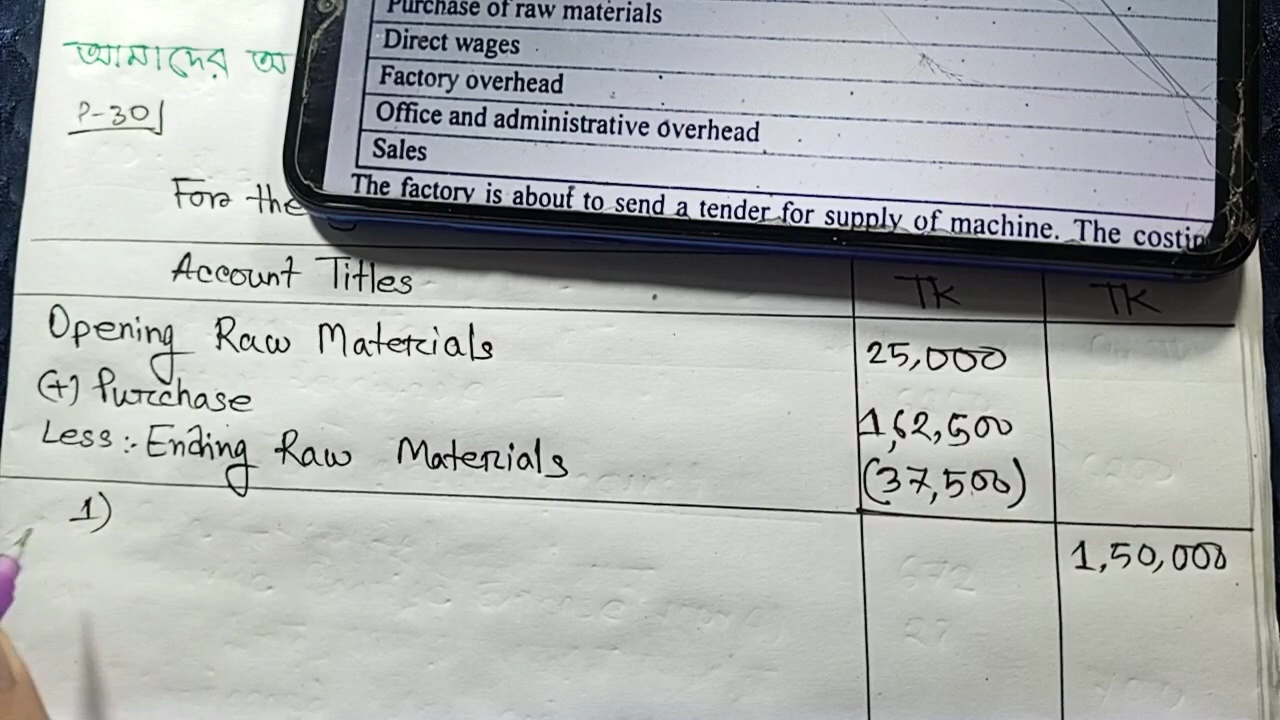 Purchase of raw materials
Direct wages
Factory overhead
Office and administrative overhead
Sales
The factory is about to send a tender for supply of machine. The costin
আমাদের অ
P-30
For the
Account Titles TK TK
Opening Raw Materials 25,000
(+) Purchase 1,62,500
Less:- Ending Raw Materials (37,500)
1) 1,50,000